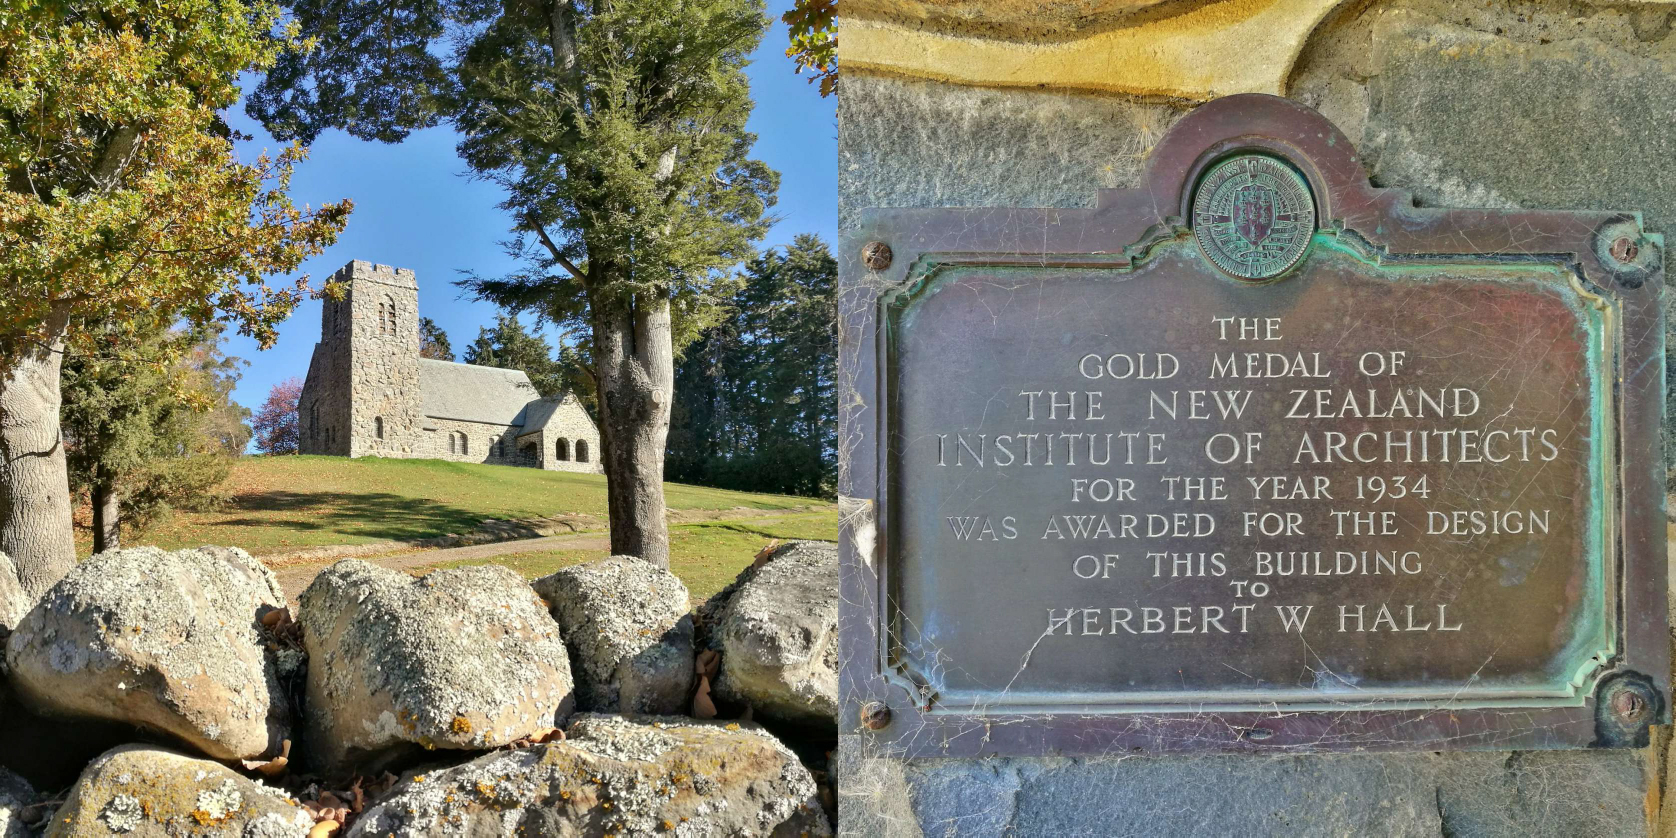 THE
GOLD MEDAL OF
THE NEW ZEALAND
INSTITUTE OF ARCHITECTS
FOR THE YEAR 1934
WAS AWARDED FOR THE DESIGN
OF THIS BUILDING
TO
HERBERT W HALL